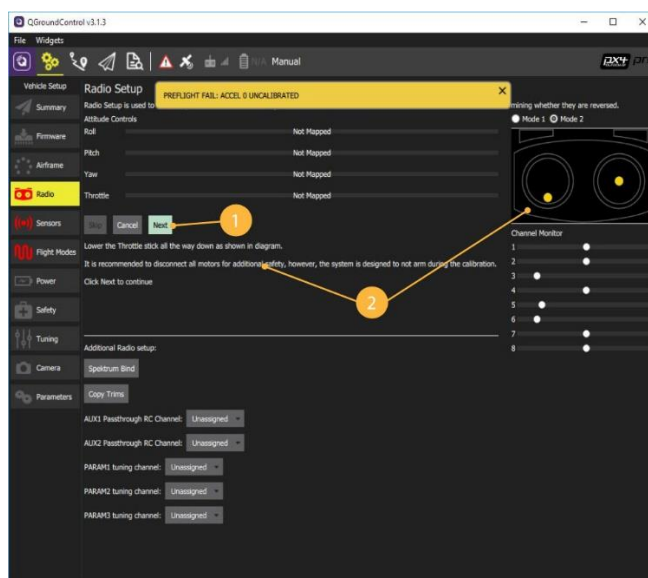 QGroundControl v3.1.3
File Widgets
N/A Manual
Vehicle Setup
Summary
Firmware
Airframe
Radio
Sensors
Flight Modes
Power
Safety
Tuning
Camera
Parameters
Radio Setup
PREFLIGHT FAIL: ACCEL 0 UNCALIBRATED
Radio Setup is used to
mining whether they are reversed.
Attitude Controls
Mode 1 Mode 2
Roll Not Mapped
Pitch Not Mapped
Yaw Not Mapped
Throttle Not Mapped
Skip Cancel Next
1
Lower the Throttle stick all the way down as shown in diagram.
It is recommended to disconnect all motors for additional safety, however, the system is designed to not arm during the calibration.
Click Next to continue
2
Channel Monitor
1
2
3
4
5
6
7
8
Additional Radio setup:
Spektrum Bind
Copy Trims
AUX1 Passthrough RC Channel: Unassigned
AUX2 Passthrough RC Channel: Unassigned
PARAM1 tuning channel: Unassigned
PARAM2 tuning channel: Unassigned
PARAM3 tuning channel: Unassigned